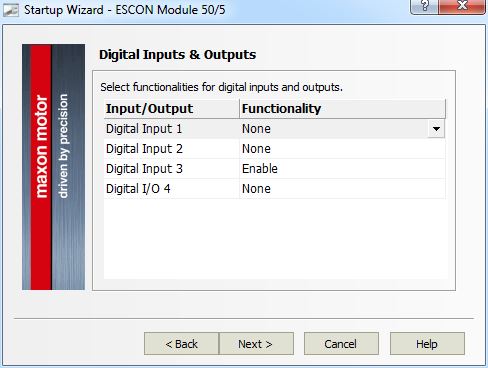 Startup Wizard - ESCON Module 50/5
?
maxon motor
driven by precision
Digital Inputs & Outputs
Select functionalities for digital inputs and outputs.
Input/Output Functionality
Digital Input 1 None
Digital Input 2 None
Digital Input 3 Enable
Digital I/O 4 None
< Back Next > Cancel Help